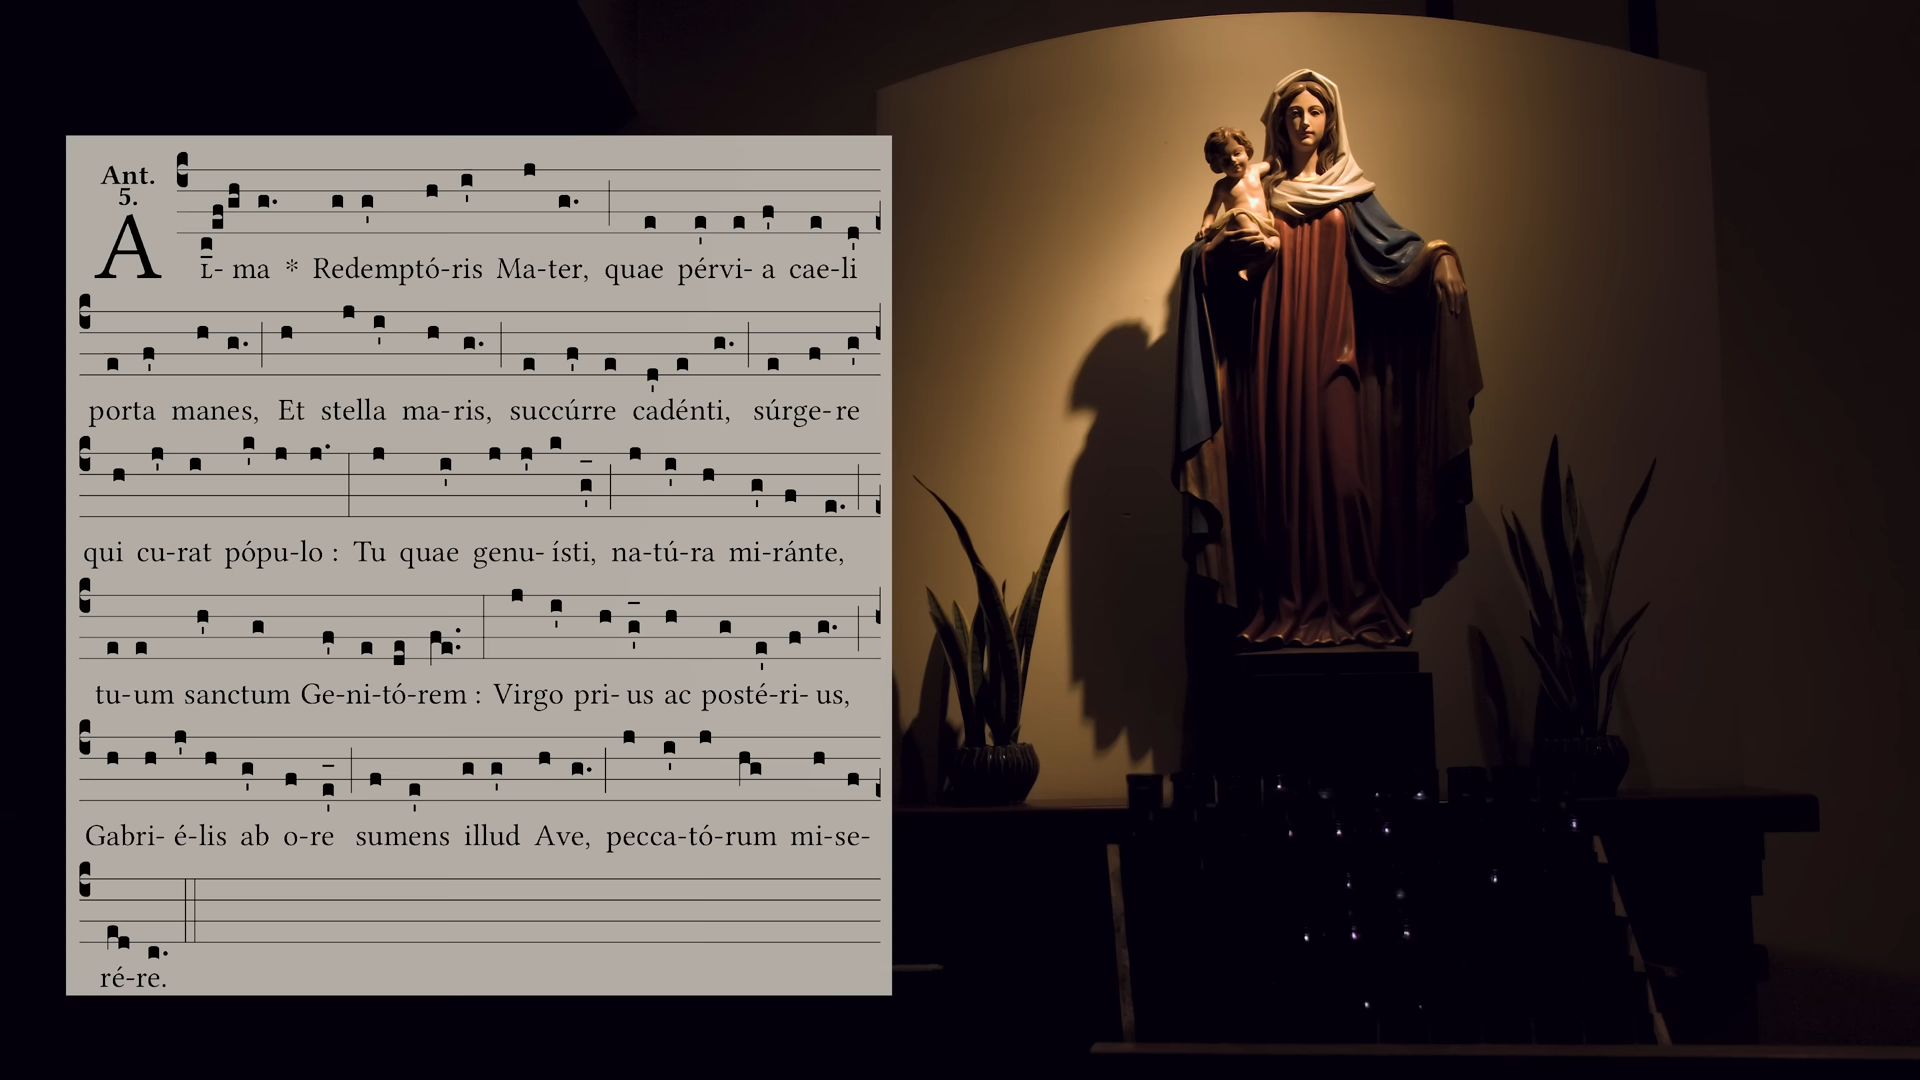 Ant.
5.
AL-ma * Redemptó-ris Ma-ter, quae pérvi-a cae-li
porta manes, Et stella ma-ris, succúrre cadénti, súrge-re
qui cu-rat pópu-lo : Tu quae genu-ísti, na-tú-ra mi-ránte,
tu-um sanctum Ge-ni-tó-rem : Virgo pri-us ac posté-ri-us,
Gabri-é-lis ab o-re sumens illud Ave, pecca-tó-rum mi-se-
ré-re.